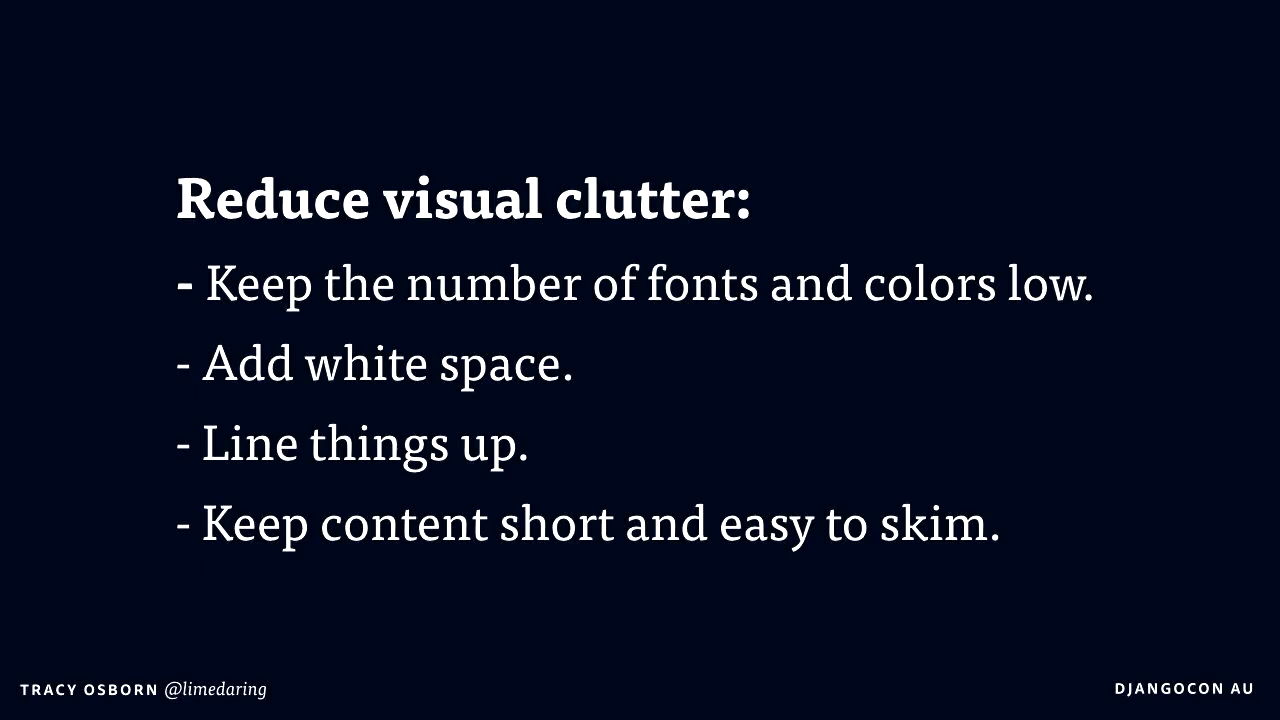 Reduce visual clutter:
- Keep the number of fonts and colors low.
- Add white space.
- Line things up.
- Keep content short and easy to skim.
TRACY OSBORN @limedaring
DJANGOCON AU